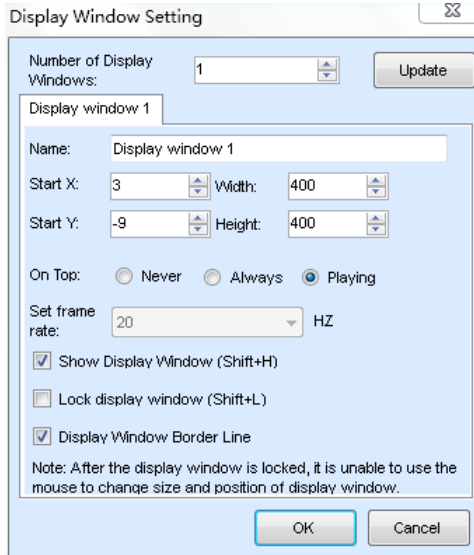 Display Window Setting
Number of Display
Windows:
1
Update
Display window 1
Name: Display window 1
Start X: 3 Width: 400
Start Y: -9 Height: 400
On Top: Never Always Playing
Set frame
rate:
20 HZ
Show Display Window (Shift+H)
Lock display window (Shift+L)
Display Window Border Line
Note: After the display window is locked, it is unable to use the
mouse to change size and position of display window.
OK Cancel